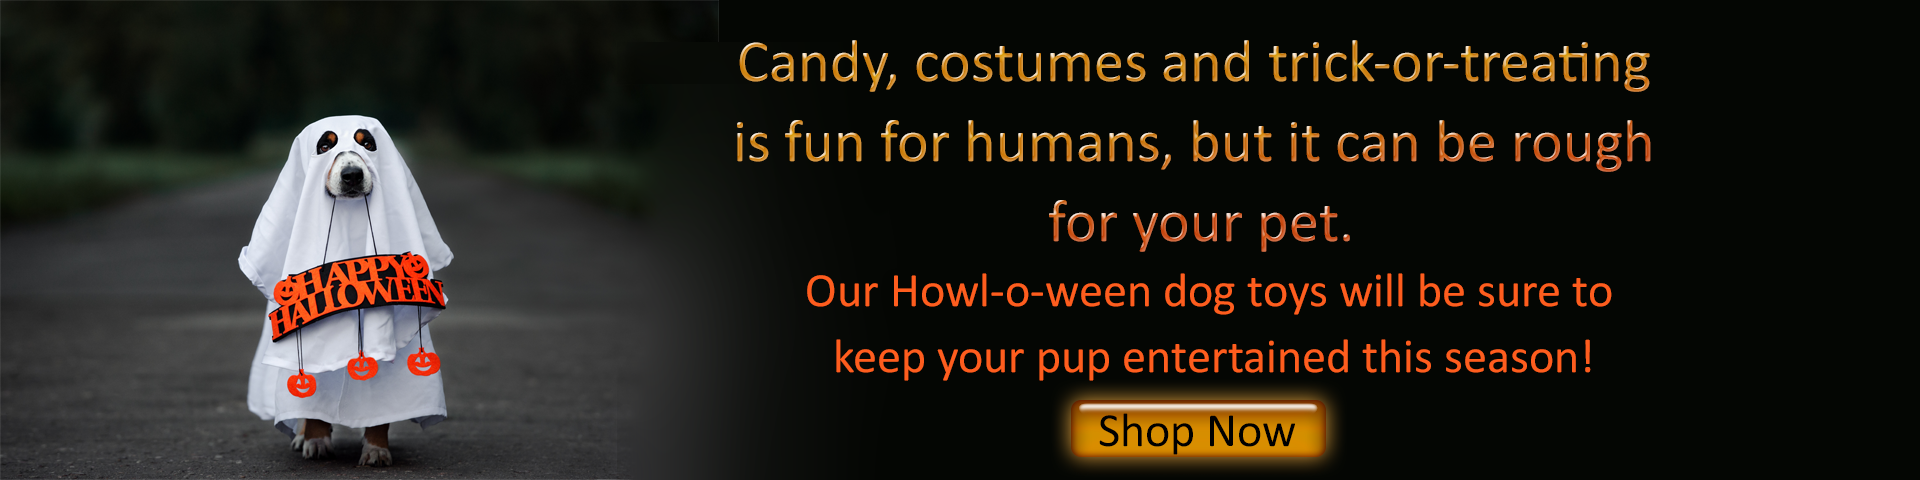 HAPPY
HALLOWEEN
Candy, costumes and trick-or-treating
is fun for humans, but it can be rough
for your pet.
Our Howl-o-ween dog toys will be sure to
keep your pup entertained this season!
Shop Now